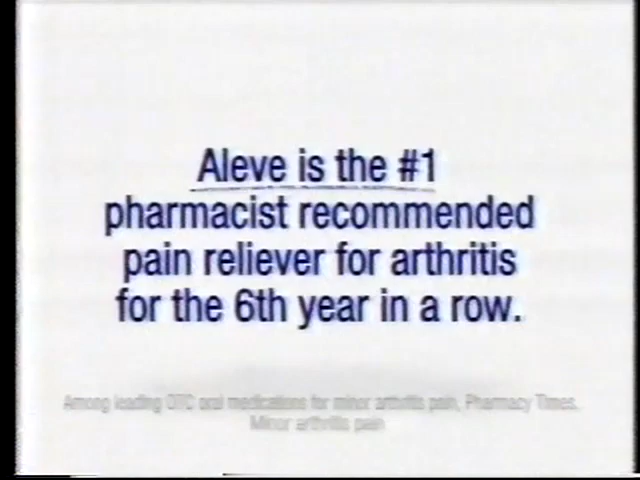 Aleve is the #1
pharmacist recommended
pain reliever for arthritis
for the 6th year in a row.
Among leading OTC oral medications for minor arthritis pain, Pharmacy Times.
Minor arthritis pain